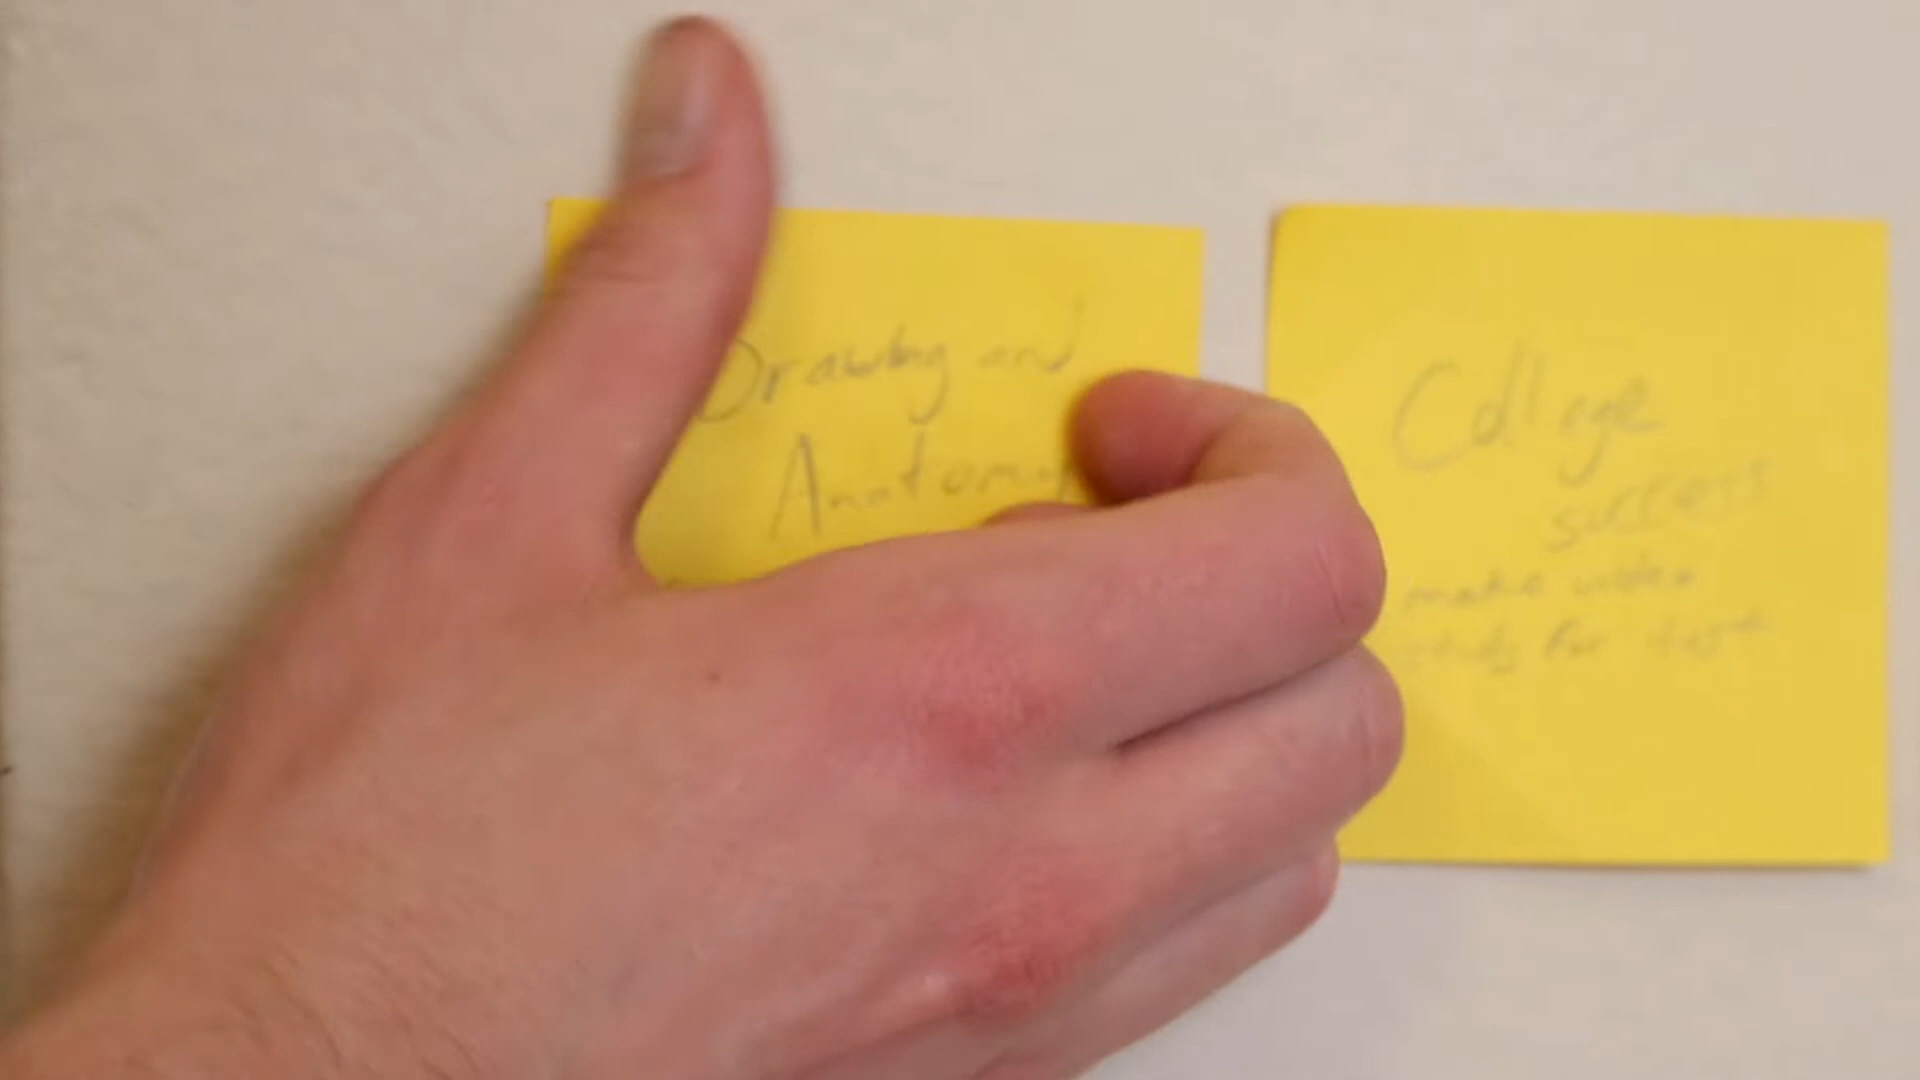 Drawing and
Anatomy
College
success
make video
study for test